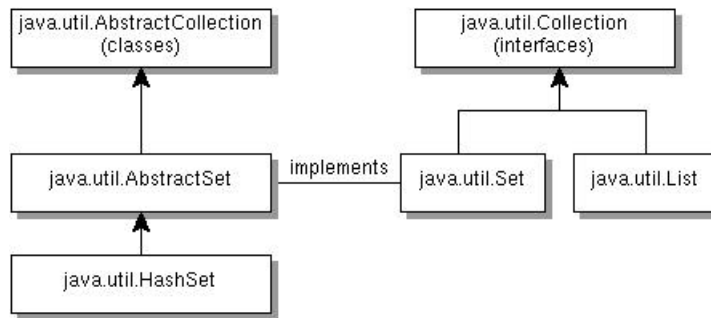 java.util.AbstractCollection
(classes)
java.util.Collection
(interfaces)
java.util.AbstractSet
implements
java.util.Set
java.util.List
java.util.HashSet